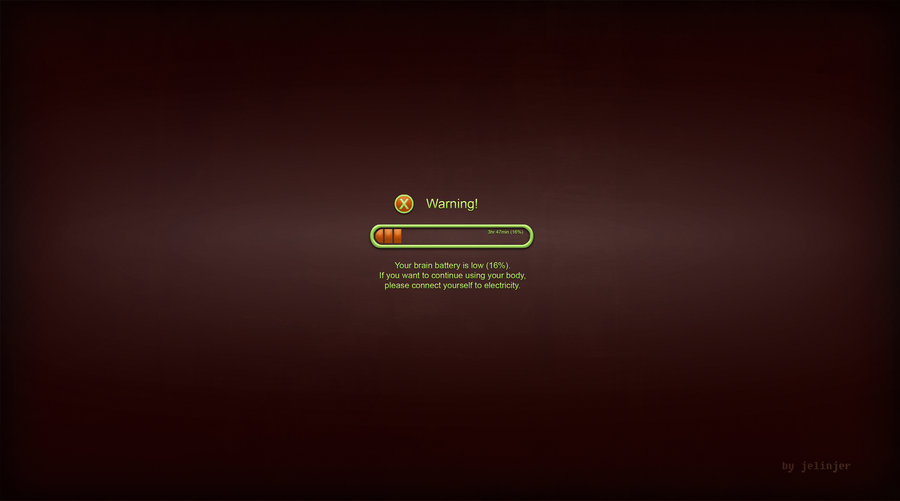 X
Warning!
3hr 47min (16%)
Your brain battery is low (16%).
If you want to continue using your body,
please connect yourself to electricity.
by jelinjer